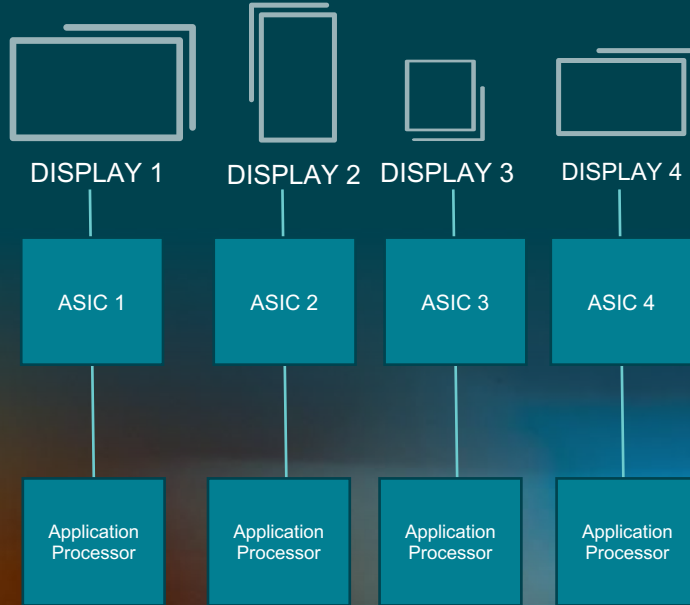 DISPLAY 1
DISPLAY 2
DISPLAY 3
DISPLAY 4
ASIC 1
ASIC 2
ASIC 3
ASIC 4
Application
Processor
Application
Processor
Application
Processor
Application
Processor